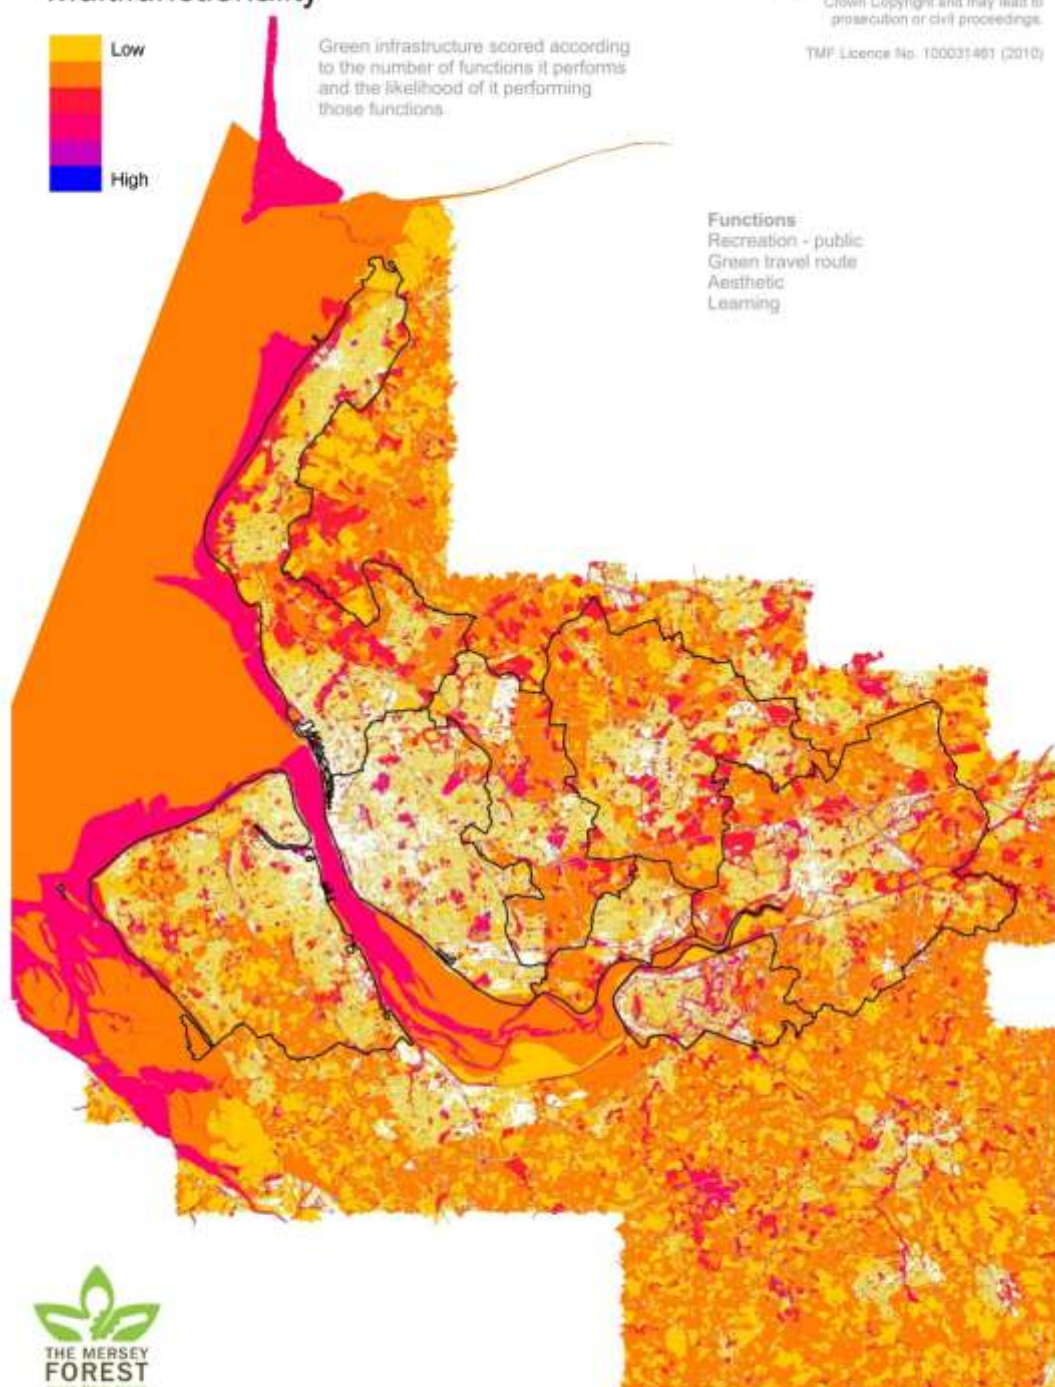 Multifunctionality
Crown Copyright and may lead to
prosecution or civil proceedings.
TMF Licence No. 100031461 (2010)
Low
High
Green infrastructure scored according
to the number of functions it performs
and the likelihood of it performing
those functions
Functions
Recreation - public
Green travel route
Aesthetic
Learning
THE MERSEY
FOREST